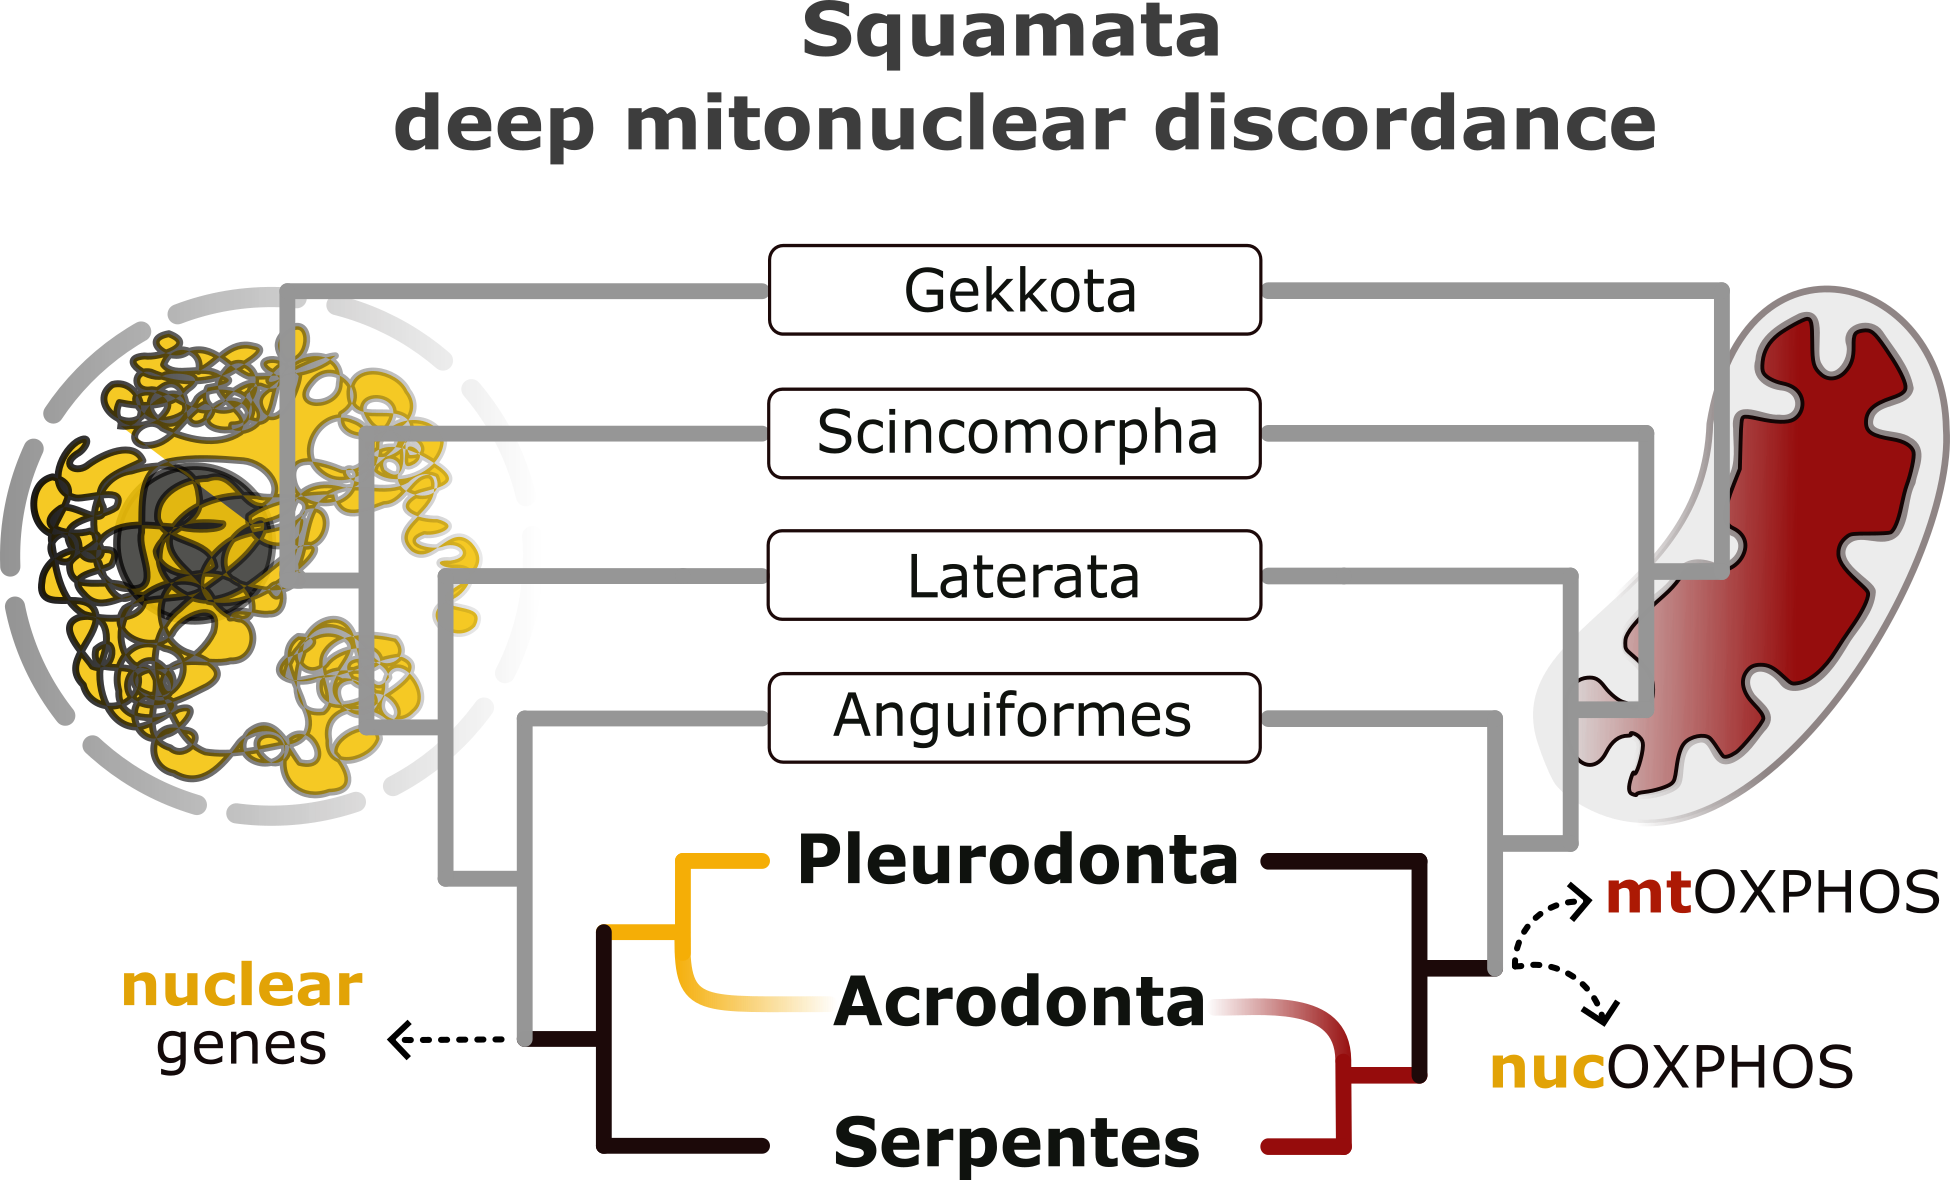 Squamata
deep mitonuclear discordance
Gekkota
Scincomorpha
Laterata
Anguiformes
Pleurodonta
Acrodonta
Serpentes
nuclear
genes
mtOXPHOS
nucOXPHOS